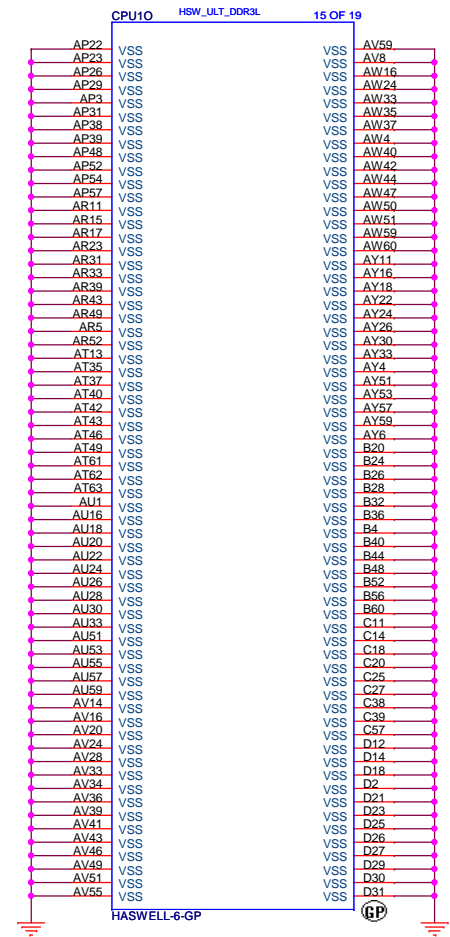 CPU1O HSW_ULT_DDR3L 15 OF 19
AP22 VSS VSS AV59
AP23 VSS VSS AV8
AP26 VSS VSS AW16
AP29 VSS VSS AW24
AP3 VSS VSS AW33
AP31 VSS VSS AW35
AP38 VSS VSS AW37
AP39 VSS VSS AW4
AP48 VSS VSS AW40
AP52 VSS VSS AW42
AP54 VSS VSS AW44
AP57 VSS VSS AW47
AR11 VSS VSS AW50
AR15 VSS VSS AW51
AR17 VSS VSS AW59
AR23 VSS VSS AW60
AR31 VSS VSS AY11
AR33 VSS VSS AY16
AR39 VSS VSS AY18
AR43 VSS VSS AY22
AR49 VSS VSS AY24
AR5 VSS VSS AY26
AR52 VSS VSS AY30
AT13 VSS VSS AY33
AT35 VSS VSS AY4
AT37 VSS VSS AY51
AT40 VSS VSS AY53
AT42 VSS VSS AY57
AT43 VSS VSS AY59
AT46 VSS VSS AY6
AT49 VSS VSS B20
AT61 VSS VSS B24
AT62 VSS VSS B26
AT63 VSS VSS B28
AU1 VSS VSS B32
AU16 VSS VSS B36
AU18 VSS VSS B4
AU20 VSS VSS B40
AU22 VSS VSS B44
AU24 VSS VSS B48
AU26 VSS VSS B52
AU28 VSS VSS B56
AU30 VSS VSS B60
AU33 VSS VSS C11
AU51 VSS VSS C14
AU53 VSS VSS C18
AU55 VSS VSS C20
AU57 VSS VSS C25
AU59 VSS VSS C27
AV14 VSS VSS C38
AV16 VSS VSS C39
AV20 VSS VSS C57
AV24 VSS VSS D12
AV28 VSS VSS D14
AV33 VSS VSS D18
AV34 VSS VSS D2
AV36 VSS VSS D21
AV39 VSS VSS D23
AV41 VSS VSS D25
AV43 VSS VSS D26
AV46 VSS VSS D27
AV49 VSS VSS D29
AV51 VSS VSS D30
AV55 VSS VSS D31
HASWELL-6-GP GP